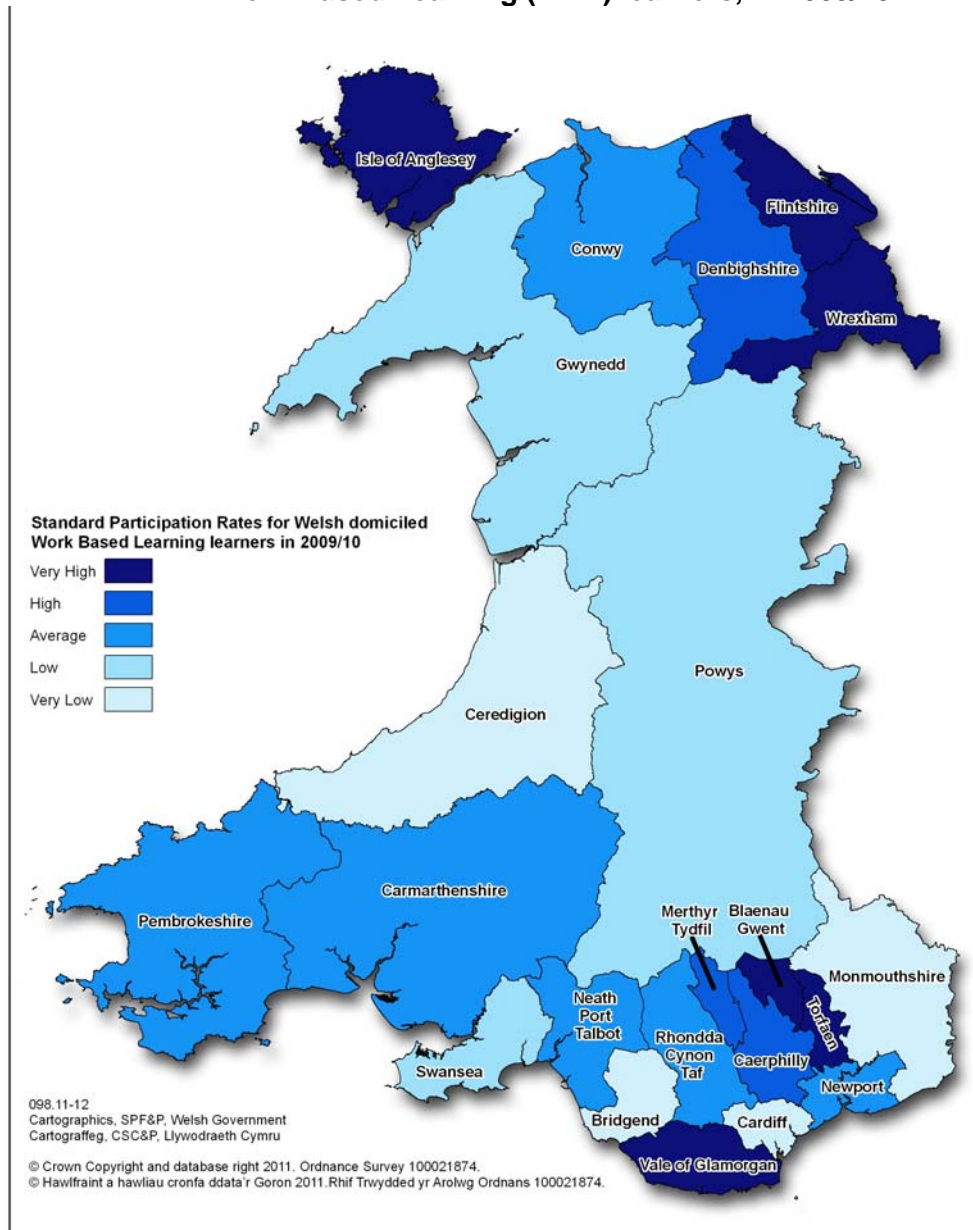 Isle of Anglesey
Flintshire
Conwy
Denbighshire
Wrexham
Gwynedd
Standard Participation Rates for Welsh domiciled
Work Based Learning learners in 2009/10
Very High
High
Average
Low
Very Low
Powys
Ceredigion
Carmarthenshire
Pembrokeshire
Merthyr
Tydfil
Blaenau
Gwent
Monmouthshire
Torfaen
Neath
Port
Talbot
Rhondda
Cynon
Taf
Caerphilly
Swansea
Newport
Bridgend
Cardiff
Vale of Glamorgan
098.11-12
Cartographics, SPF&P, Welsh Government
Cartograffeg, CSC&P, Llywodraeth Cymru
© Crown Copyright and database right 2011. Ordnance Survey 100021874.
© Hawlfraint a hawliau cronfa ddata'r Goron 2011.Rhif Trwydded yr Arolwg Ordnans 100021874.